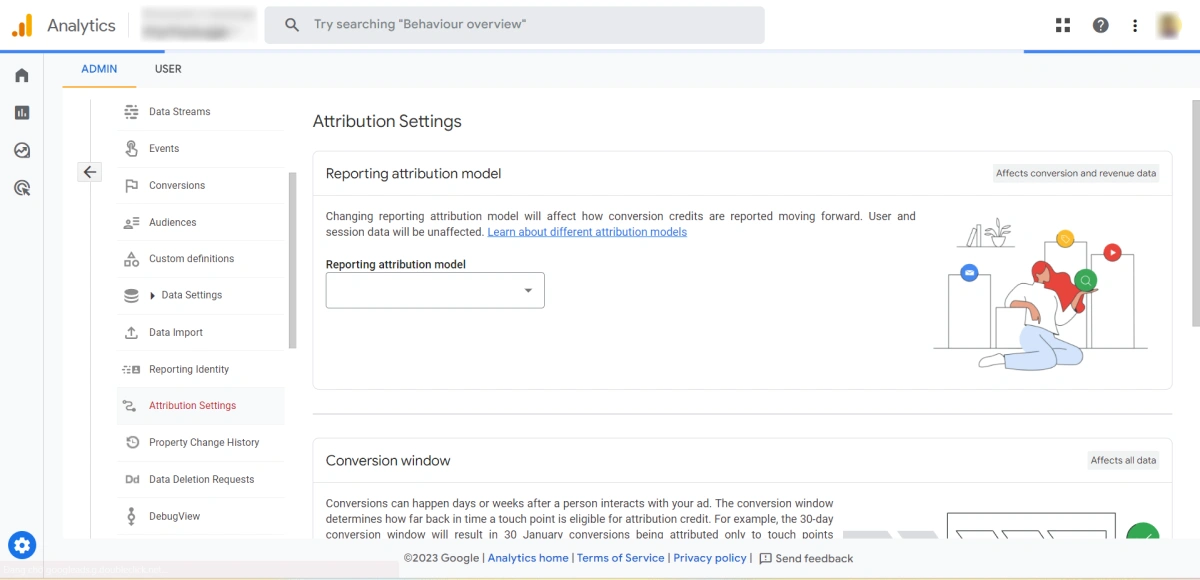 Analytics
Try searching "Behaviour overview"
ADMIN
USER
Data Streams
Events
Conversions
Audiences
Custom definitions
Data Settings
Data Import
Reporting Identity
Attribution Settings
Property Change History
Dd Data Deletion Requests
DebugView
Attribution Settings
Reporting attribution model
Affects conversion and revenue data
Changing reporting attribution model will affect how conversion credits are reported moving forward. User and
session data will be unaffected. Learn about different attribution models
Reporting attribution model
Conversion window
Affects all data
Conversions can happen days or weeks after a person interacts with your ad. The conversion window
determines how far back in time a touch point is eligible for attribution credit. For example, the 30-day
conversion window will result in 30 January conversions being attributed only to touch points
©2023 Google | Analytics home | Terms of Service | Privacy policy | Send feedback